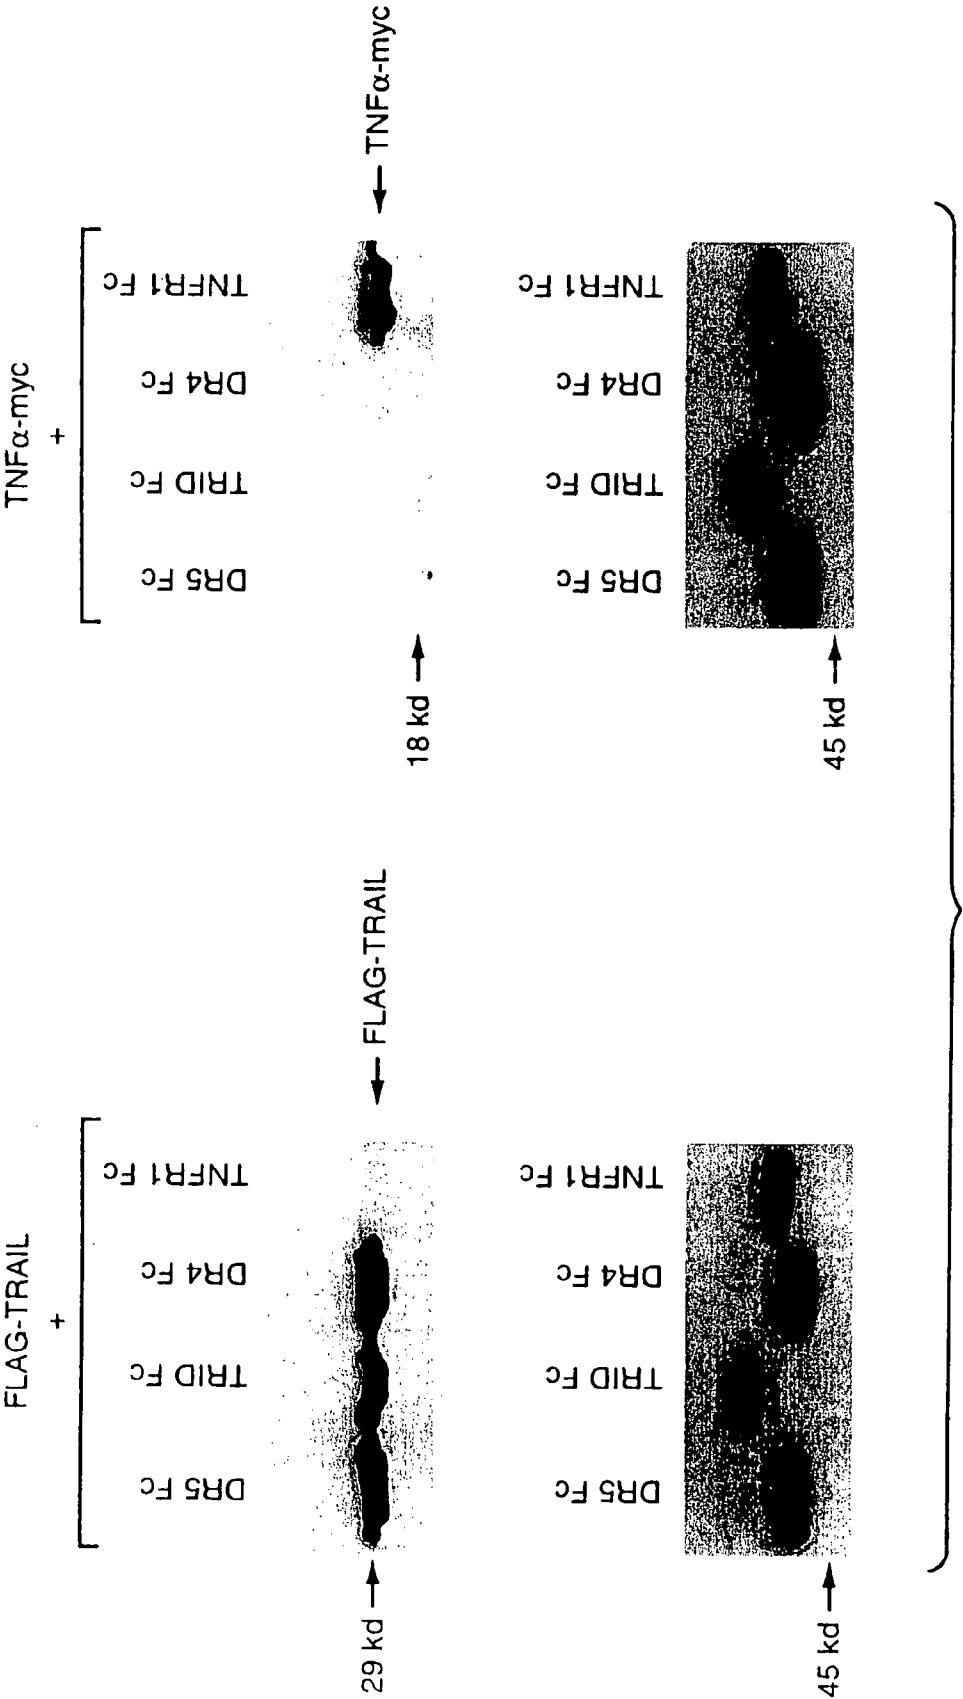 FLAG-TRAIL
+
DR5 Fc
TRID Fc
DR4 Fc
TNFR1 Fc
29 kd
FLAG-TRAIL
DR5 Fc
TRID Fc
DR4 Fc
TNFR1 Fc
45 kd
TNFα-myc
+
DR5 Fc
TRID Fc
DR4 Fc
TNFR1 Fc
18 kd
TNFα-myc
DR5 Fc
TRID Fc
DR4 Fc
TNFR1 Fc
45 kd